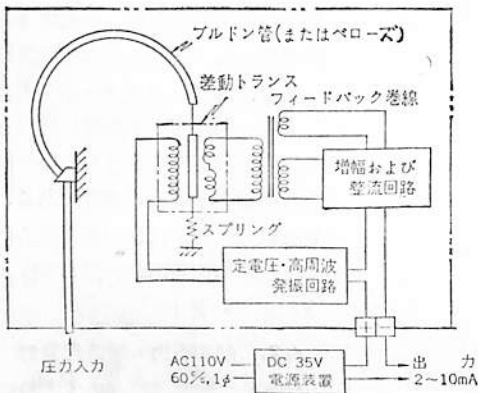 ブルドン管(またはベローズ)
差動トランス
フィードバック巻線
増幅および
整流回路
スプリング
定電圧・高周波
発振回路
+ -
圧力入力
AC110V
60%,1φ
DC 35V
電源装置
出 力
2~10mA